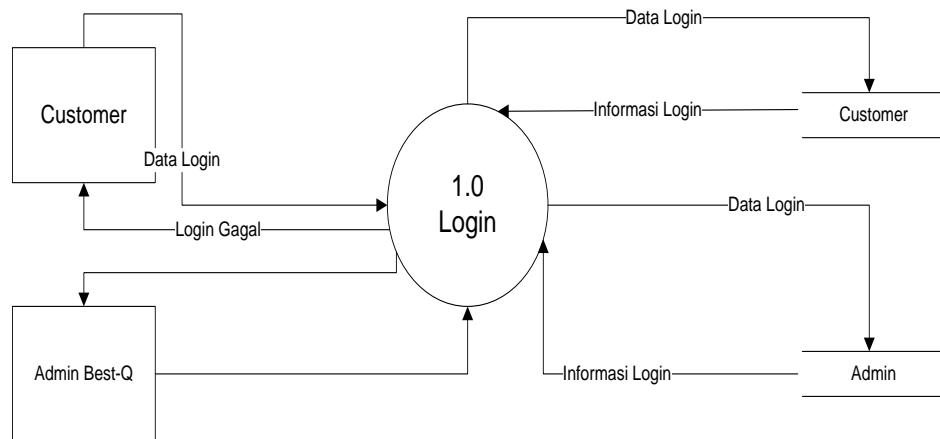 Data Login
Customer
Informasi Login
Customer
Data Login
1.0
Login
Data Login
Login Gagal
Admin Best-Q
Informasi Login
Admin